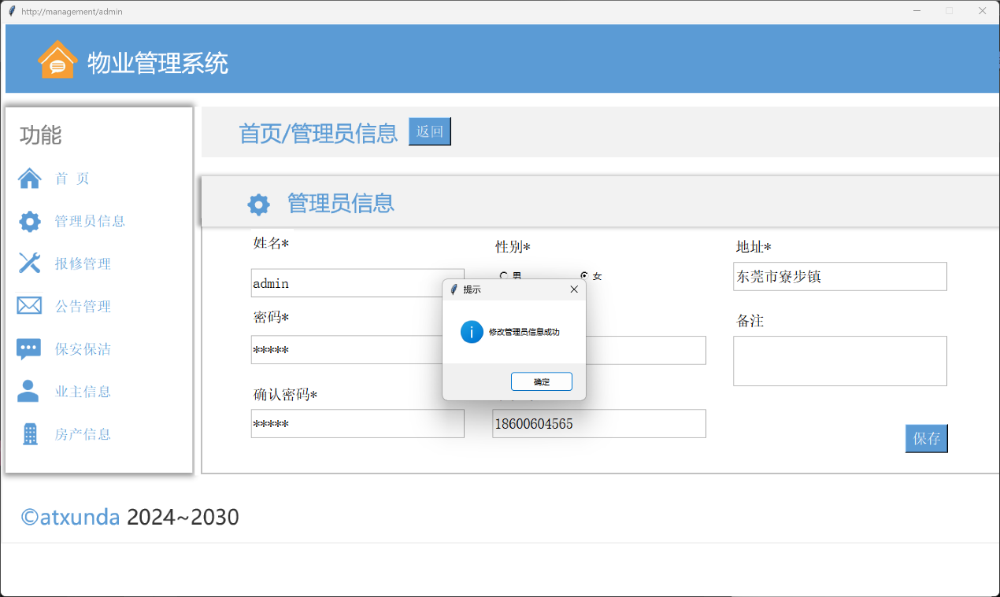 http://management/admin
物业管理系统
功能
首 页
管理员信息
报修管理
公告管理
保安保洁
业主信息
房产信息
首页/管理员信息
返回
管理员信息
姓名*
admin
密码*
*****
确认密码*
*****
性别*
男
女
18600604565
地址*
东莞市寮步镇
备注
保存
提示
修改管理员信息成功
确定
©atxunda 2024~2030